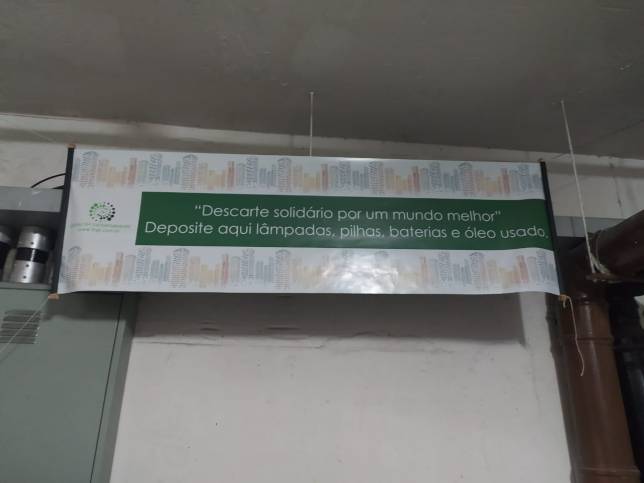 "Descarte solidário por um mundo melhor"
Deposite aqui lâmpadas, pilhas, baterias e óleo usado.